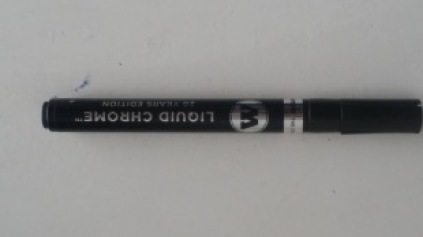 LIQUID CHROME™
20 YEARS EDITION